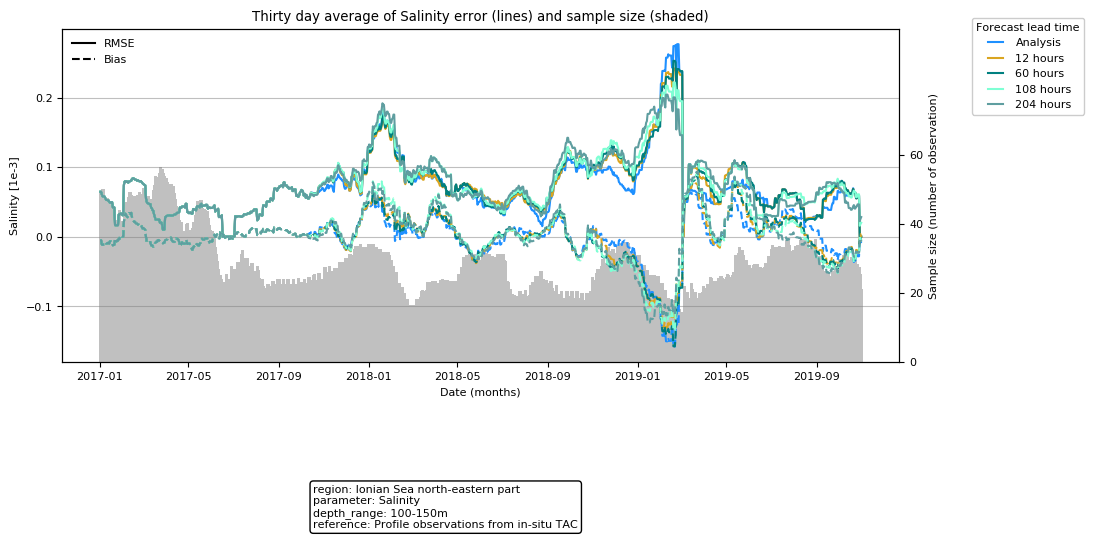 Thirty day average of Salinity error (lines) and sample size (shaded)
RMSE
Bias
Forecast lead time
Analysis
12 hours
60 hours
108 hours
204 hours
Salinity [1e-3]
0.2
0.1
0.0
−0.1
Sample size (number of observation)
60
40
20
0
2017-01
2017-05
2017-09
2018-01
2018-05
2018-09
2019-01
2019-05
2019-09
Date (months)
region: Ionian Sea north-eastern part
parameter: Salinity
depth_range: 100-150m
reference: Profile observations from in-situ TAC